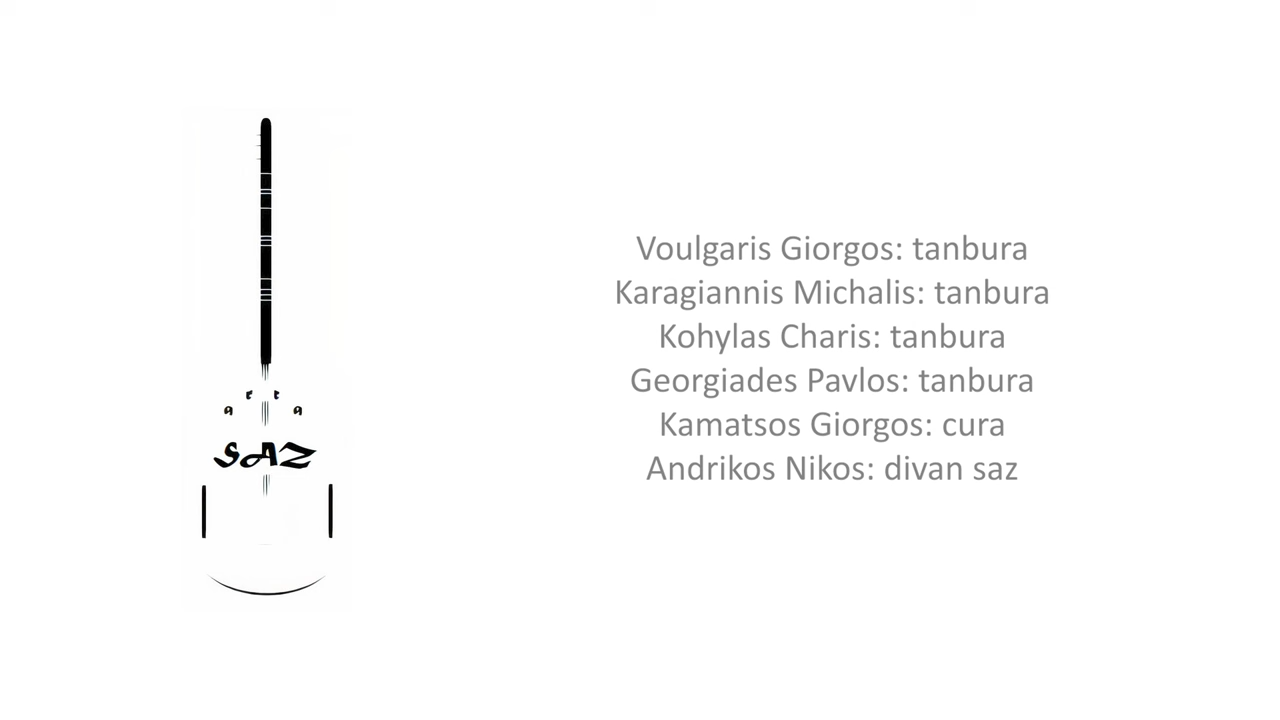 SAZ
Voulgaris Giorgos: tanbura
Karagiannis Michalis: tanbura
Kohylas Charis: tanbura
Georgiades Pavlos: tanbura
Kamatsos Giorgos: cura
Andrikos Nikos: divan saz